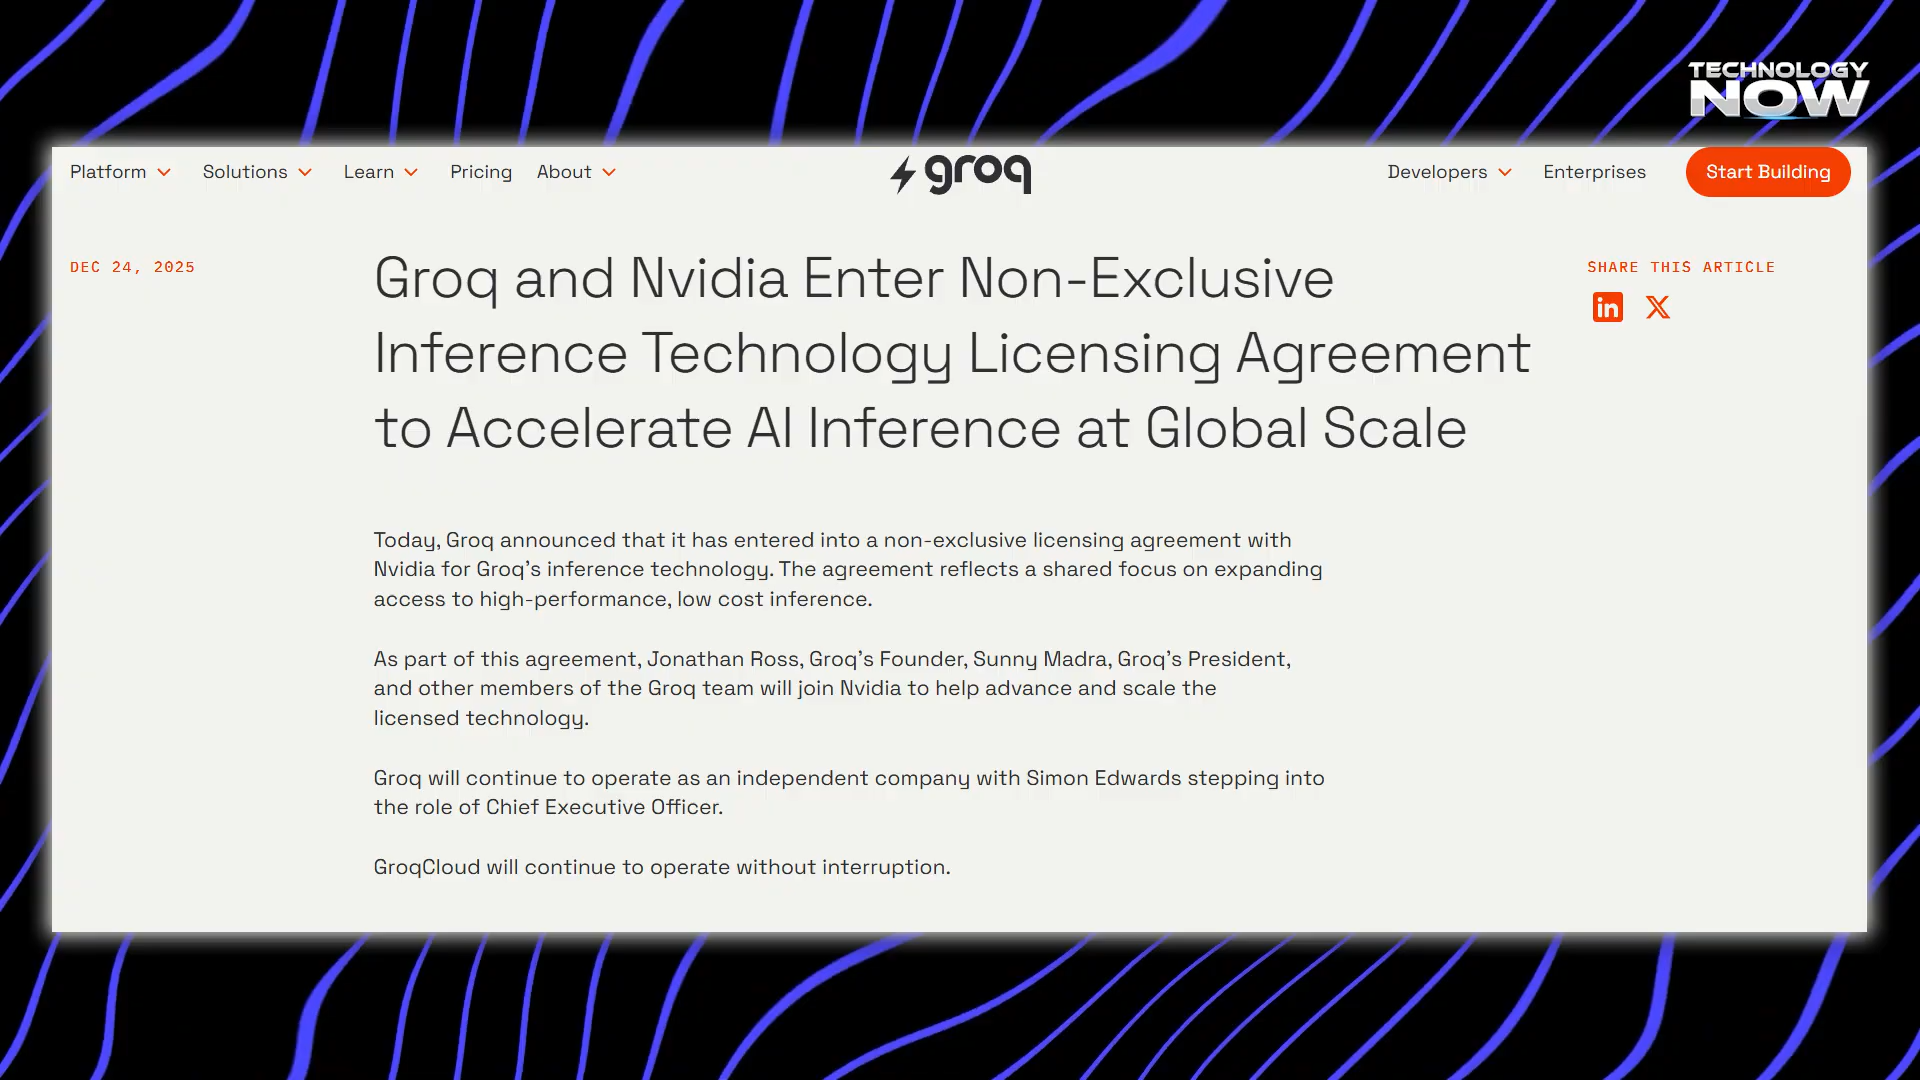 TECHNOLOGY
NOW
Platform
Solutions
Learn
Pricing
About
groq
Developers
Enterprises
Start Building
DEC 24, 2025
Groq and Nvidia Enter Non-Exclusive
Inference Technology Licensing Agreement
to Accelerate AI Inference at Global Scale
SHARE THIS ARTICLE
Today, Groq announced that it has entered into a non-exclusive licensing agreement with
Nvidia for Groq’s inference technology. The agreement reflects a shared focus on expanding
access to high-performance, low cost inference.
As part of this agreement, Jonathan Ross, Groq’s Founder, Sunny Madra, Groq’s President,
and other members of the Groq team will join Nvidia to help advance and scale the
licensed technology.
Groq will continue to operate as an independent company with Simon Edwards stepping into
the role of Chief Executive Officer.
GroqCloud will continue to operate without interruption.